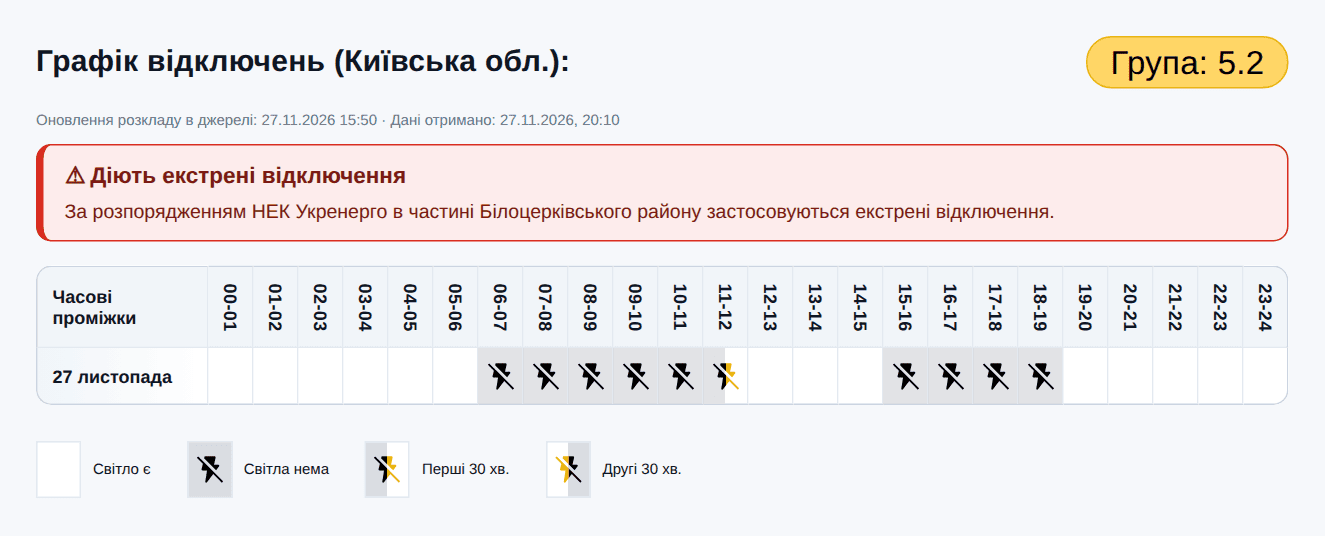 Графік відключень (Київська обл.):
Група: 5.2
Оновлення розкладу в джерелі: 27.11.2026 15:50 · Дані отримано: 27.11.2026, 20:10
⚠ Діють екстрені відключення
За розпорядженням НЕК Укренерго в частині Білоцерківського району застосовуються екстрені відключення.
Часові
проміжки
00-01 01-02 02-03 03-04 04-05 05-06 06-07 07-08 08-09 09-10 10-11 11-12 12-13 13-14 14-15 15-16 16-17 17-18 18-19 19-20 20-21 21-22 22-23 23-24
27 листопада
Світло є
Світла нема
Перші 30 хв.
Другі 30 хв.